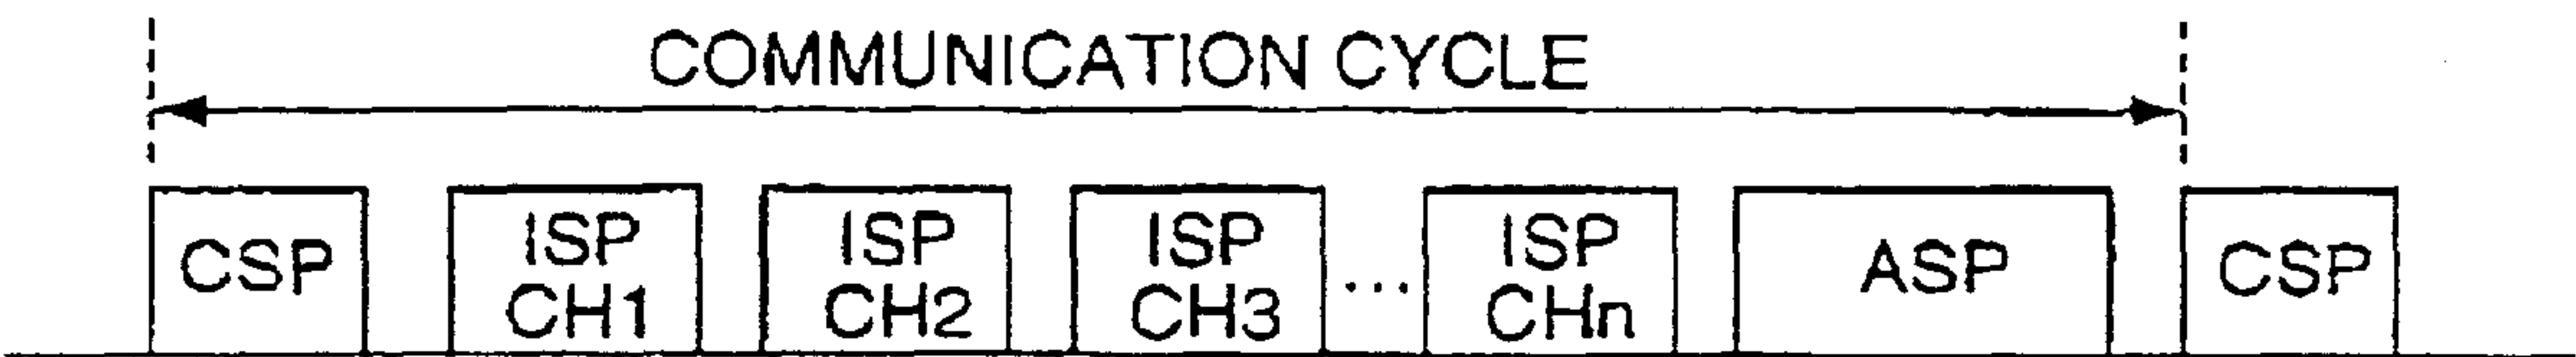 COMMUNICATION CYCLE
CSP
ISP
CH1
ISP
CH2
ISP
CH3
...
ISP
CHn
ASP
CSP